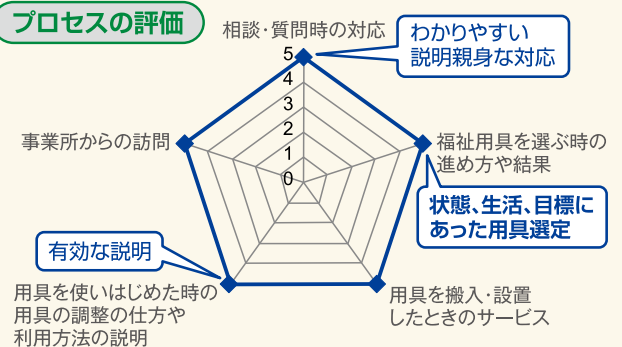 プロセスの評価
相談・質問時の対応
わかりやすい
説明親身な対応
5
4
3
2
1
0
事業所からの訪問
福祉用具を選ぶ時の
進め方や結果
状態、生活、目標に
あった用具選定
有効な説明
用具を使いはじめた時の
用具の調整の仕方や
利用方法の説明
用具を搬入・設置
したときのサービス